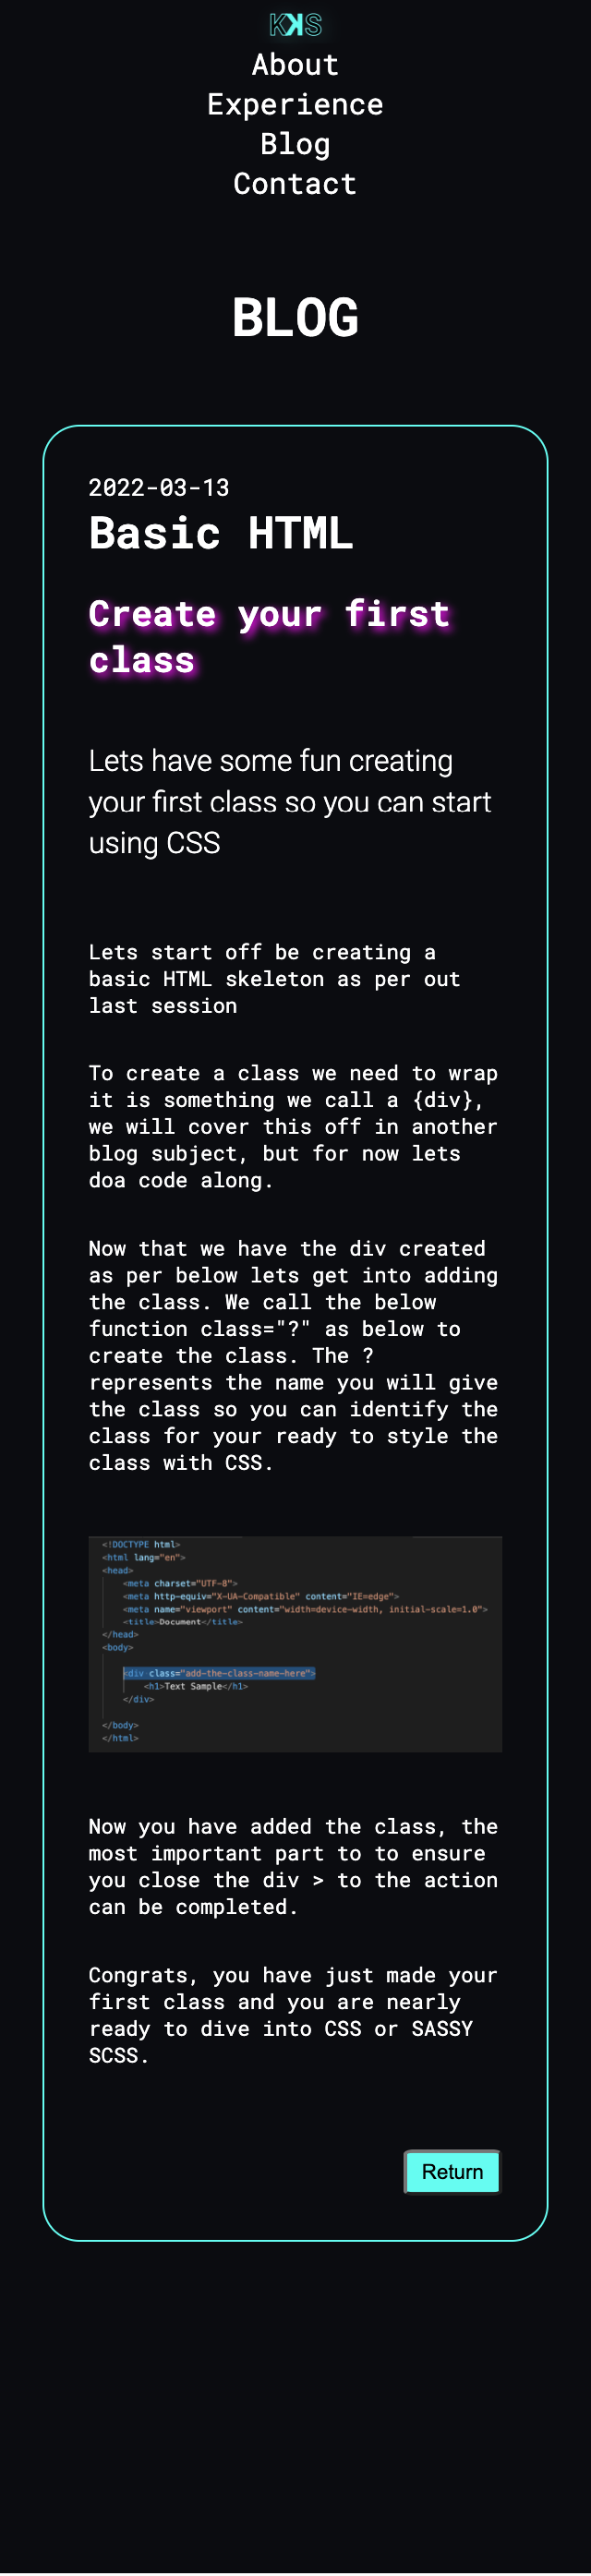 KKS
About
Experience
Blog
Contact
BLOG
2022-03-13
Basic HTML
Create your first
class
Lets have some fun creating
your first class so you can start
using CSS
Lets start off be creating a
basic HTML skeleton as per out
last session
To create a class we need to wrap
it is something we call a {div},
we will cover this off in another
blog subject, but for now lets
doa code along.
Now that we have the div created
as per below lets get into adding
the class. We call the below
function class="?" as below to
create the class. The ?
represents the name you will give
the class so you can identify the
class for your ready to style the
class with CSS.
<!DOCTYPE html>
<html lang="en">
<head>
<meta charset="UTF-8">
<meta http-equiv="X-UA-Compatible" content="IE=edge">
<meta name="viewport" content="width=device-width, initial-scale=1.0">
<title>Document</title>
</head>
<body>
<div class="add-the-class-name-here">
<h1>Text Sample</h1>
</div>
</body>
</html>
Now you have added the class, the
most important part to to ensure
you close the div > to the action
can be completed.
Congrats, you have just made your
first class and you are nearly
ready to dive into CSS or SASSY
SCSS.
Return